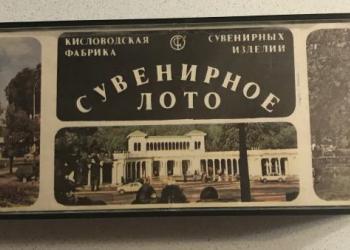 КИСЛОВОДСКАЯ СУВЕНИРНЫХ
ФАБРИКА ИЗДЕЛИЙ
СУВЕНИРНОЕ
ЛОТО